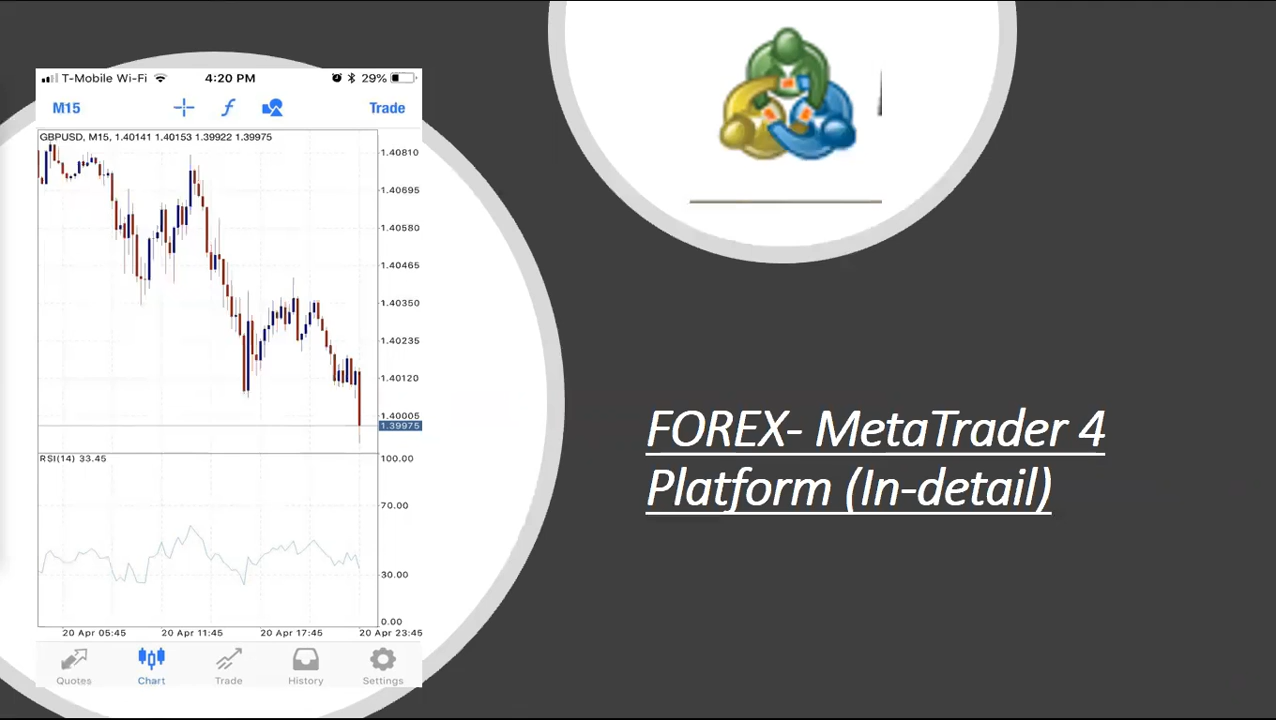 T-Mobile Wi-Fi 4:20 PM 29%
M15 f Trade
GBPUSD, M15, 1.40141 1.40153 1.39922 1.39975
1.40810
1.40695
1.40580
1.40465
1.40350
1.40235
1.40120
1.40005
1.39975
RSI(14) 33.45
100.00
70.00
30.00
0.00
20 Apr 05:45 20 Apr 11:45 20 Apr 17:45 20 Apr 23:45
Quotes Chart Trade History Settings
FOREX- MetaTrader 4
Platform (In-detail)